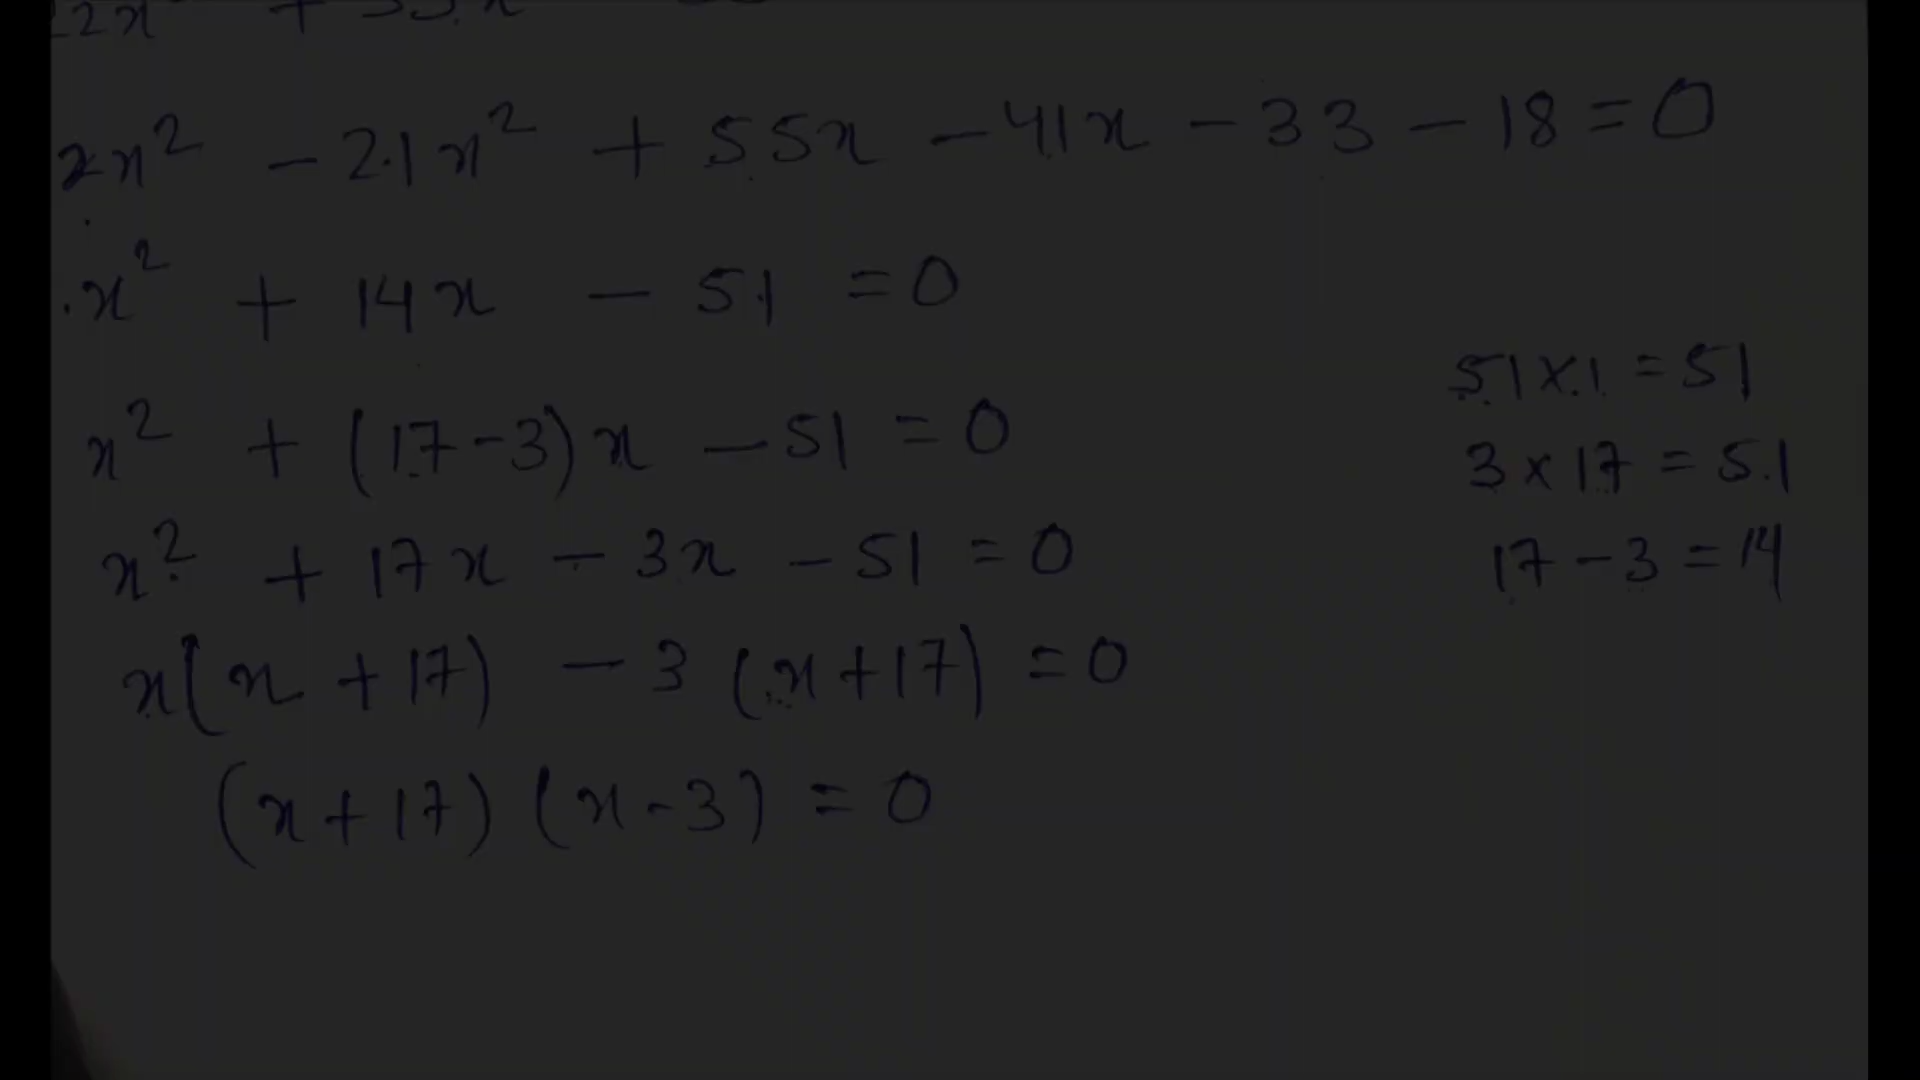 2x² - 21x² + 55x - 41x - 33 - 18 = 0
x² + 14x - 51 = 0
x² + (17-3)x - 51 = 0
x² + 17x - 3x - 51 = 0
x(x+17) - 3(x+17) = 0
(x+17)(x-3) = 0
51×1 = 51
3×17 = 51
17-3 = 14